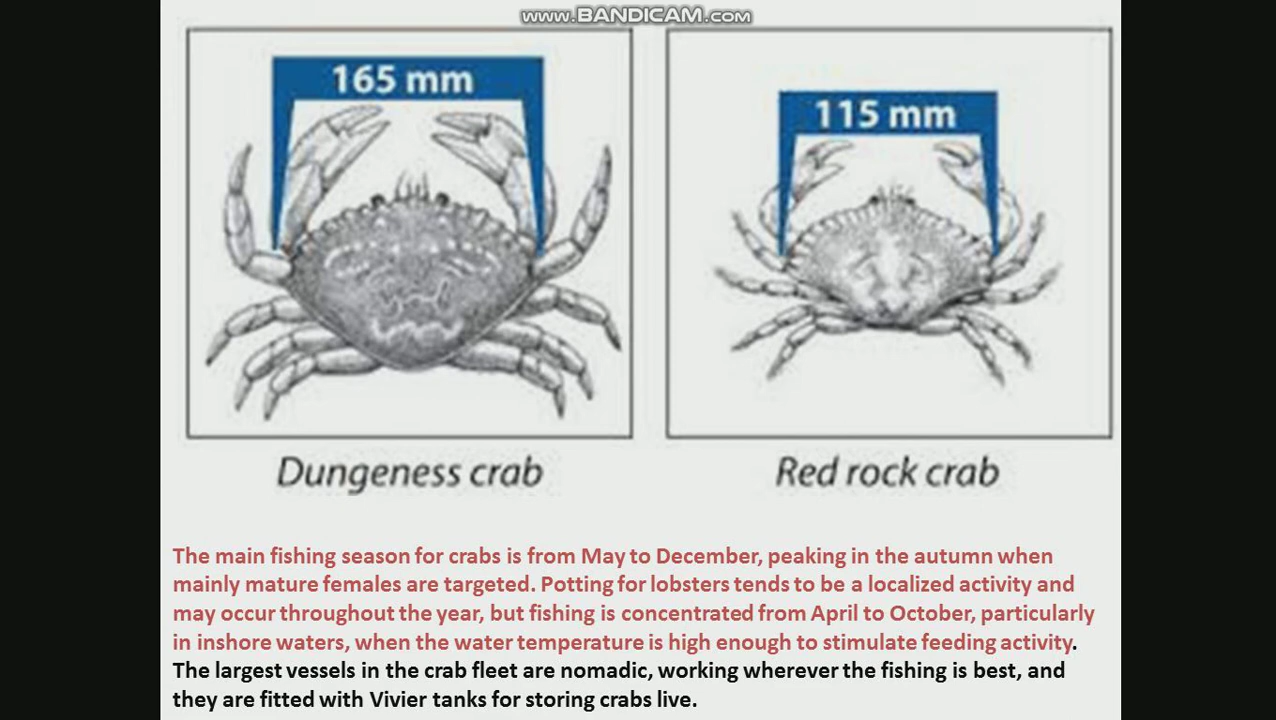 www.BANDICAM.com
165 mm
115 mm
Dungeness crab
Red rock crab
The main fishing season for crabs is from May to December, peaking in the autumn when
mainly mature females are targeted. Potting for lobsters tends to be a localized activity and
may occur throughout the year, but fishing is concentrated from April to October, particularly
in inshore waters, when the water temperature is high enough to stimulate feeding activity.
The largest vessels in the crab fleet are nomadic, working wherever the fishing is best, and
they are fitted with Vivier tanks for storing crabs live.